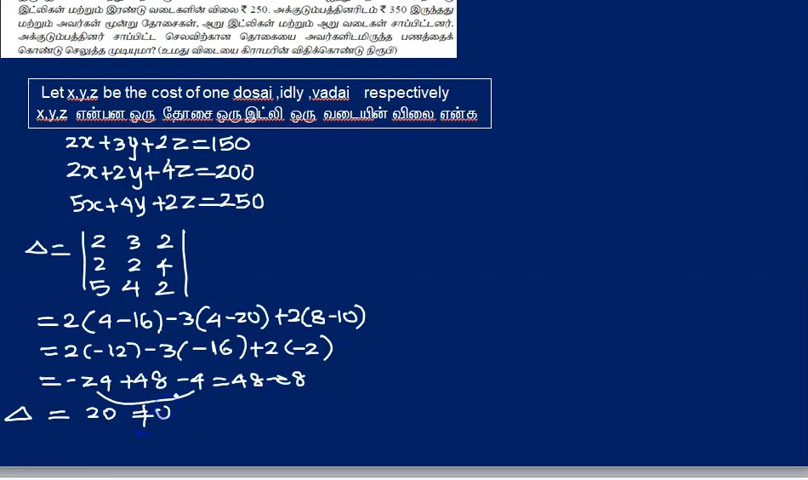 இட்லிகள் மற்றும் இரண்டு வடைகளின் விலை ₹ 250. அக்குடும்பத்தினரிடம் ₹ 350 இருந்தது
மற்றும் அவர்கள் மூன்று தோசைகள், ஆறு இட்லிகள் மற்றும் ஆறு வடைகள் சாப்பிட்டனர்.
அக்குடும்பத்தினர் சாப்பிட்ட செலவிற்கான தொகையை அவர்களிடமிருந்த பணத்தைக்
கொண்டு செலுத்த முடியுமா? (உமது விடையை கிராமரின் விதிக்கொண்டு நிரூபி)
Let x,y,z be the cost of one dosai ,idly ,vadai respectively
x,y,z என்பன ஒரு தோசை ஒரு இட்லி ஒரு வடையின் விலை என்க
2x+3y+2z=150
2x+2y+4z=200
5x+4y+2z=250
Δ= |2 3 2|
|2 2 4|
|5 4 2|
=2(4-16)-3(4-20)+2(8-10)
=2(-12)-3(-16)+2(-2)
=-24+48-4=48-28
Δ = 20 ≠0